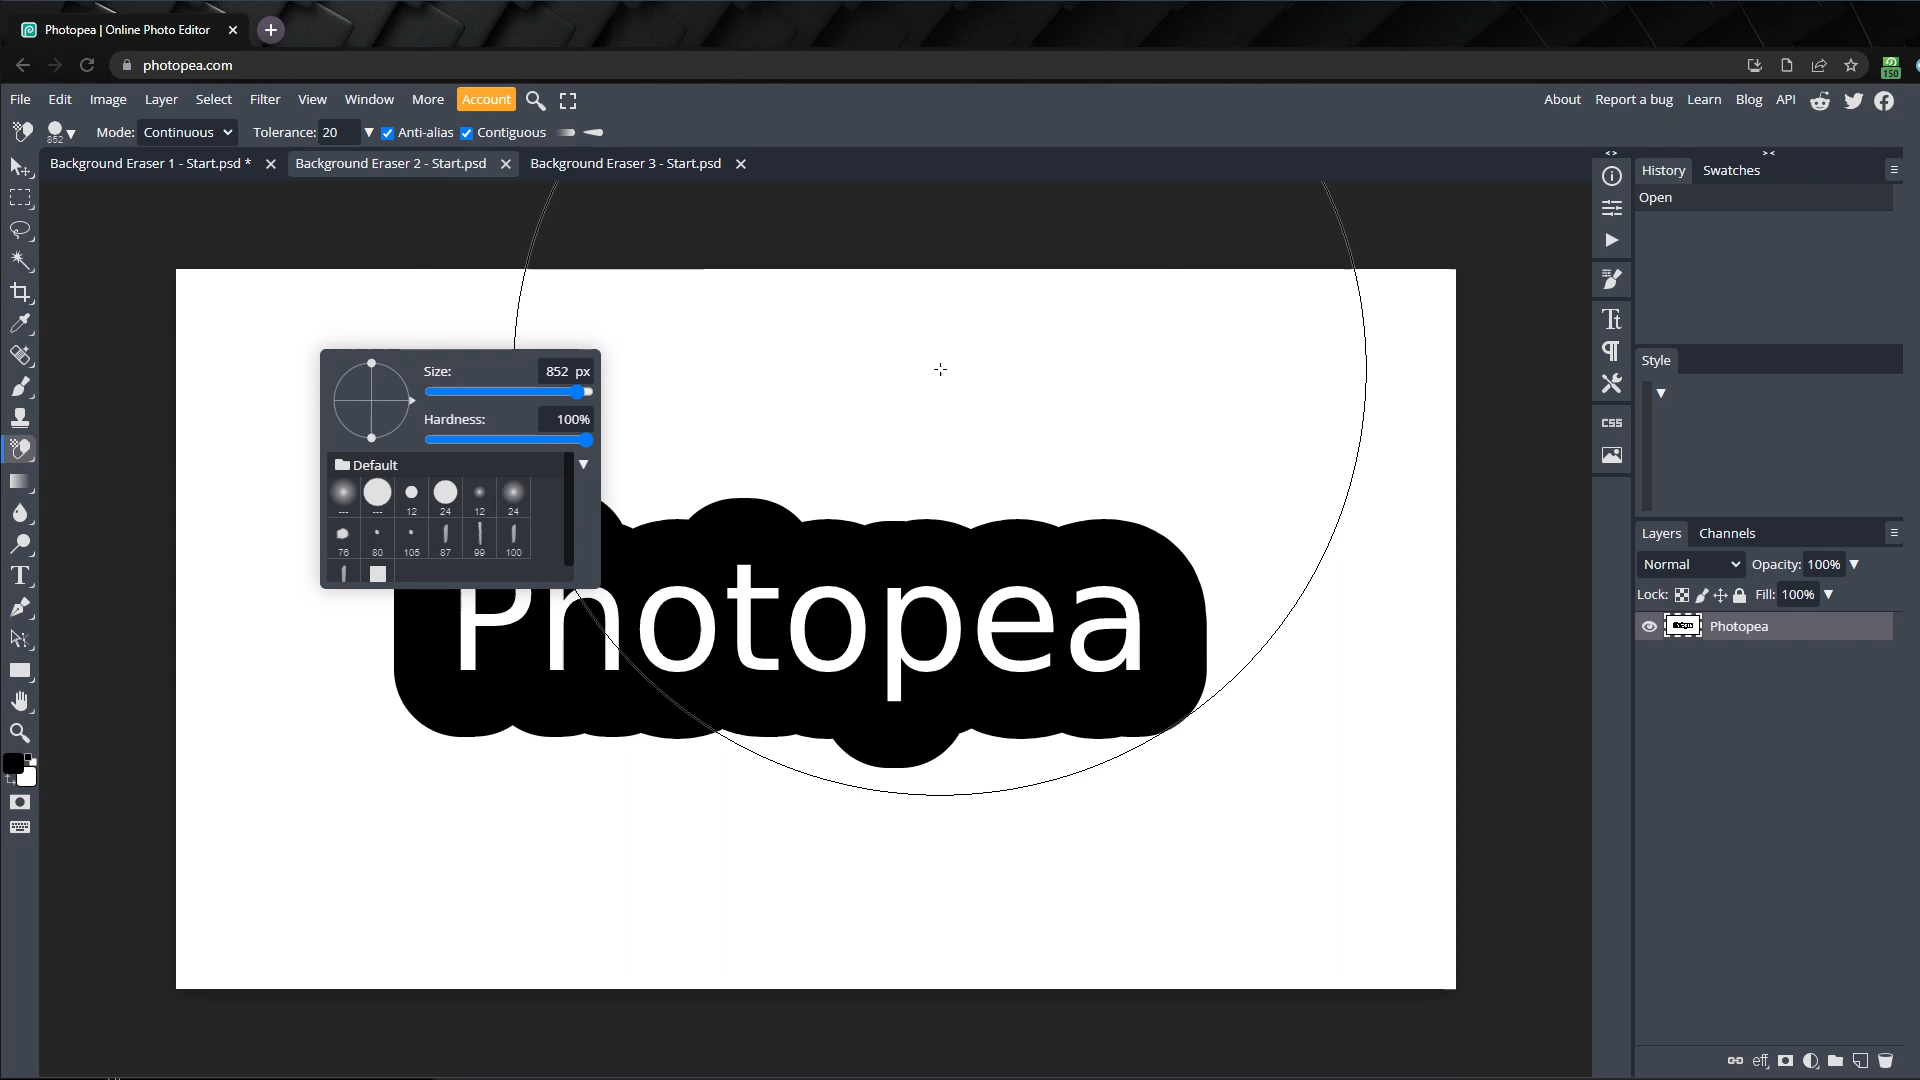 Photopea | Online Photo Editor
photopea.com
150
File Edit Image Layer Select Filter View Window More Account
About Report a bug Learn Blog API
852 Mode: Continuous Tolerance: 20 Anti-alias Contiguous
Background Eraser 1 - Start.psd * Background Eraser 2 - Start.psd Background Eraser 3 - Start.psd
History Swatches
Open
Style
CSS
Size: 852 px
Hardness: 100%
Default
--- --- 12 24 12 24
76 80 105 87 99 100
Photopea
Layers Channels
Normal Opacity: 100%
Lock: Fill: 100%
Photopea
eff